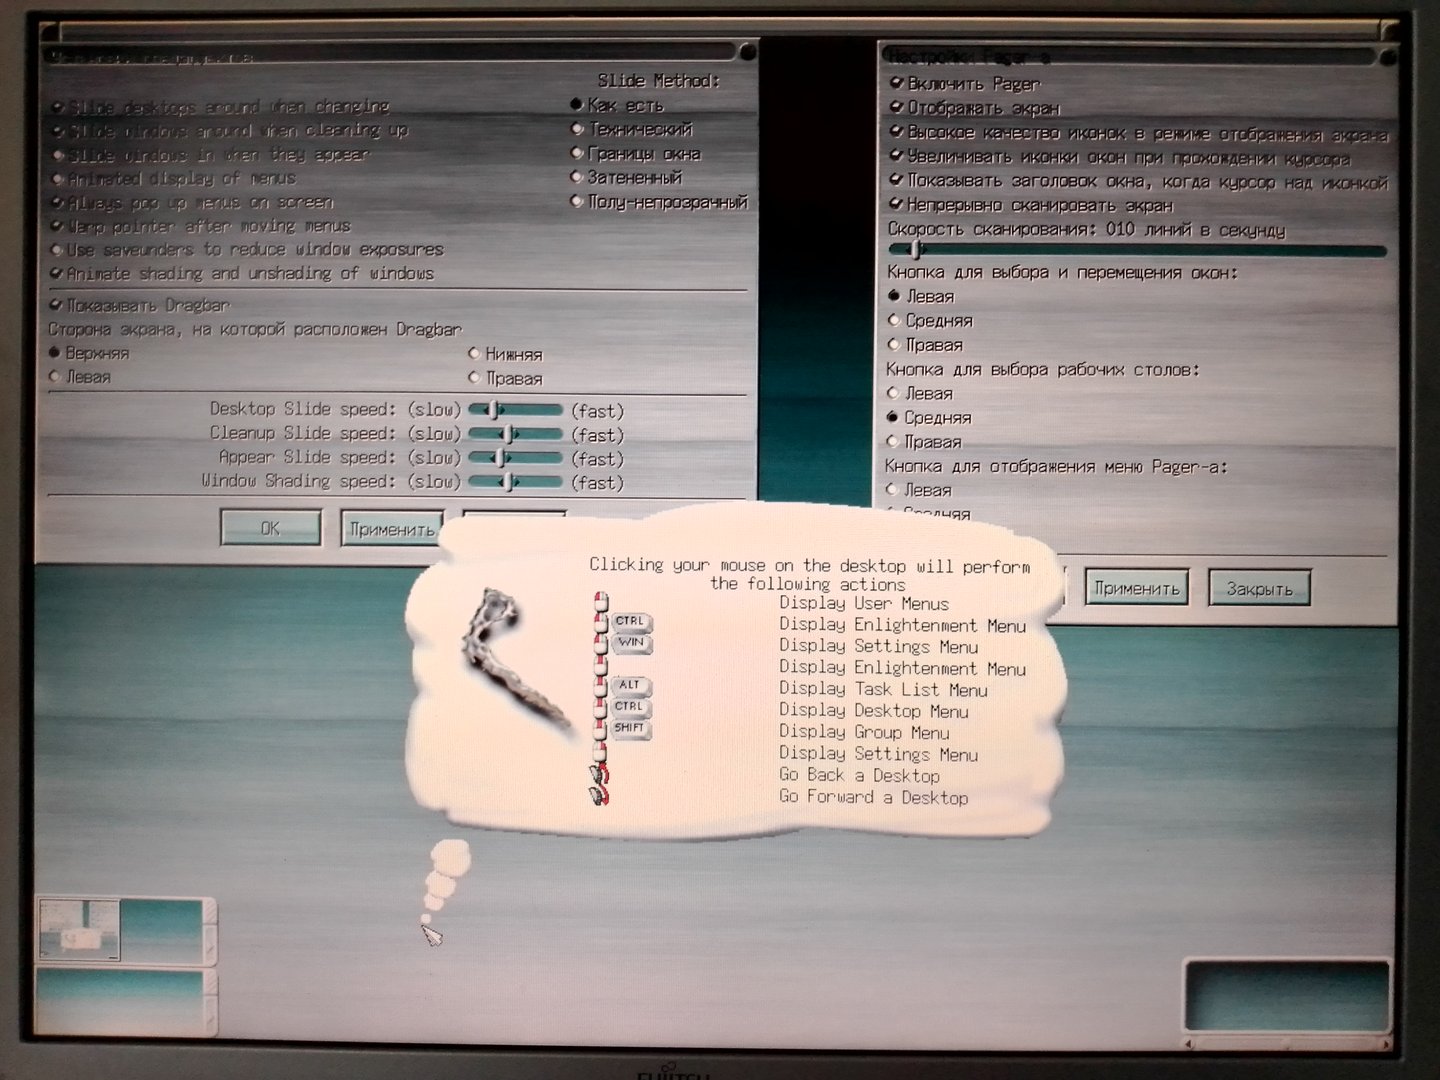 Slide Method:
Slide desktops around when changing
Как есть
Slide windows around when cleaning up
Технический
Slide windows in when they appear
Границы окна
Animated display of menus
Затененный
Always pop up menus on screen
Полу-непрозрачный
Warp pointer after moving menus
Use saveunders to reduce window exposures
Animate shading and unshading of windows
Показывать Dragbar
Сторона экрана, на которой расположен Dragbar
Верхняя
Нижняя
Левая
Правая
Desktop Slide speed: (slow) (fast)
Cleanup Slide speed: (slow) (fast)
Appear Slide speed: (slow) (fast)
Window Shading speed: (slow) (fast)
OK
Применить
Настройки Pager-а
Включить Pager
Отображать экран
Высокое качество иконок в режиме отображения экрана
Увеличивать иконки окон при прохождении курсора
Показывать заголовок окна, когда курсор над иконкой
Непрерывно сканировать экран
Скорость сканирования: 010 линий в секунду
Кнопка для выбора и перемещения окон:
Левая
Средняя
Правая
Кнопка для выбора рабочих столов:
Левая
Средняя
Правая
Кнопка для отображения меню Pager-а:
Левая
Средняя
Применить
Закрыть
Clicking your mouse on the desktop will perform
the following actions
Display User Menus
CTRL Display Enlightenment Menu
WIN Display Settings Menu
Display Enlightenment Menu
ALT Display Task List Menu
CTRL Display Desktop Menu
SHIFT Display Group Menu
Display Settings Menu
Go Back a Desktop
Go Forward a Desktop
FUJITSU